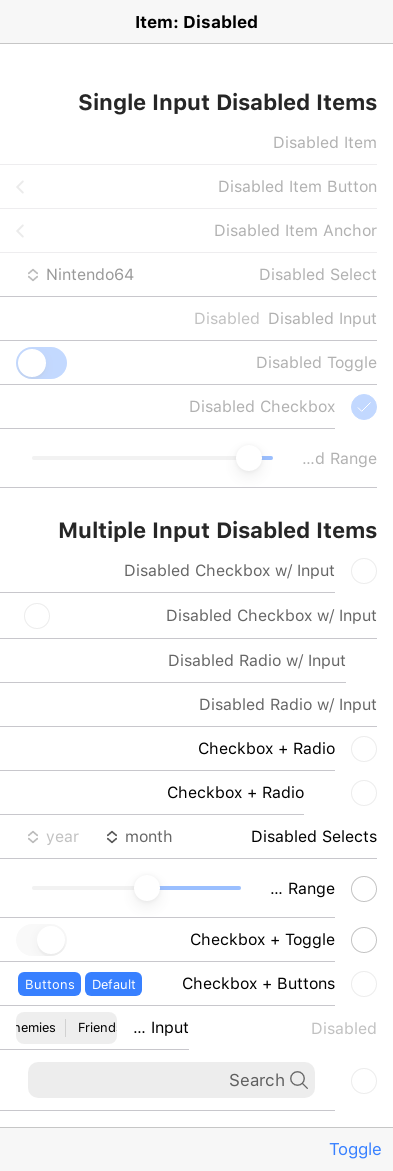 Item: Disabled
Single Input Disabled Items
Disabled Item
Disabled Item Button
Disabled Item Anchor
Disabled Select Nintendo64
Disabled Input Disabled
Disabled Toggle
Disabled Checkbox
...d Range
Multiple Input Disabled Items
Disabled Checkbox w/ Input
Disabled Checkbox w/ Input
Disabled Radio w/ Input
Disabled Radio w/ Input
Checkbox + Radio
Checkbox + Radio
Disabled Selects month year
... Range
Checkbox + Toggle
Checkbox + Buttons Default Buttons
Disabled ... Input Friend nemies
Search
Toggle